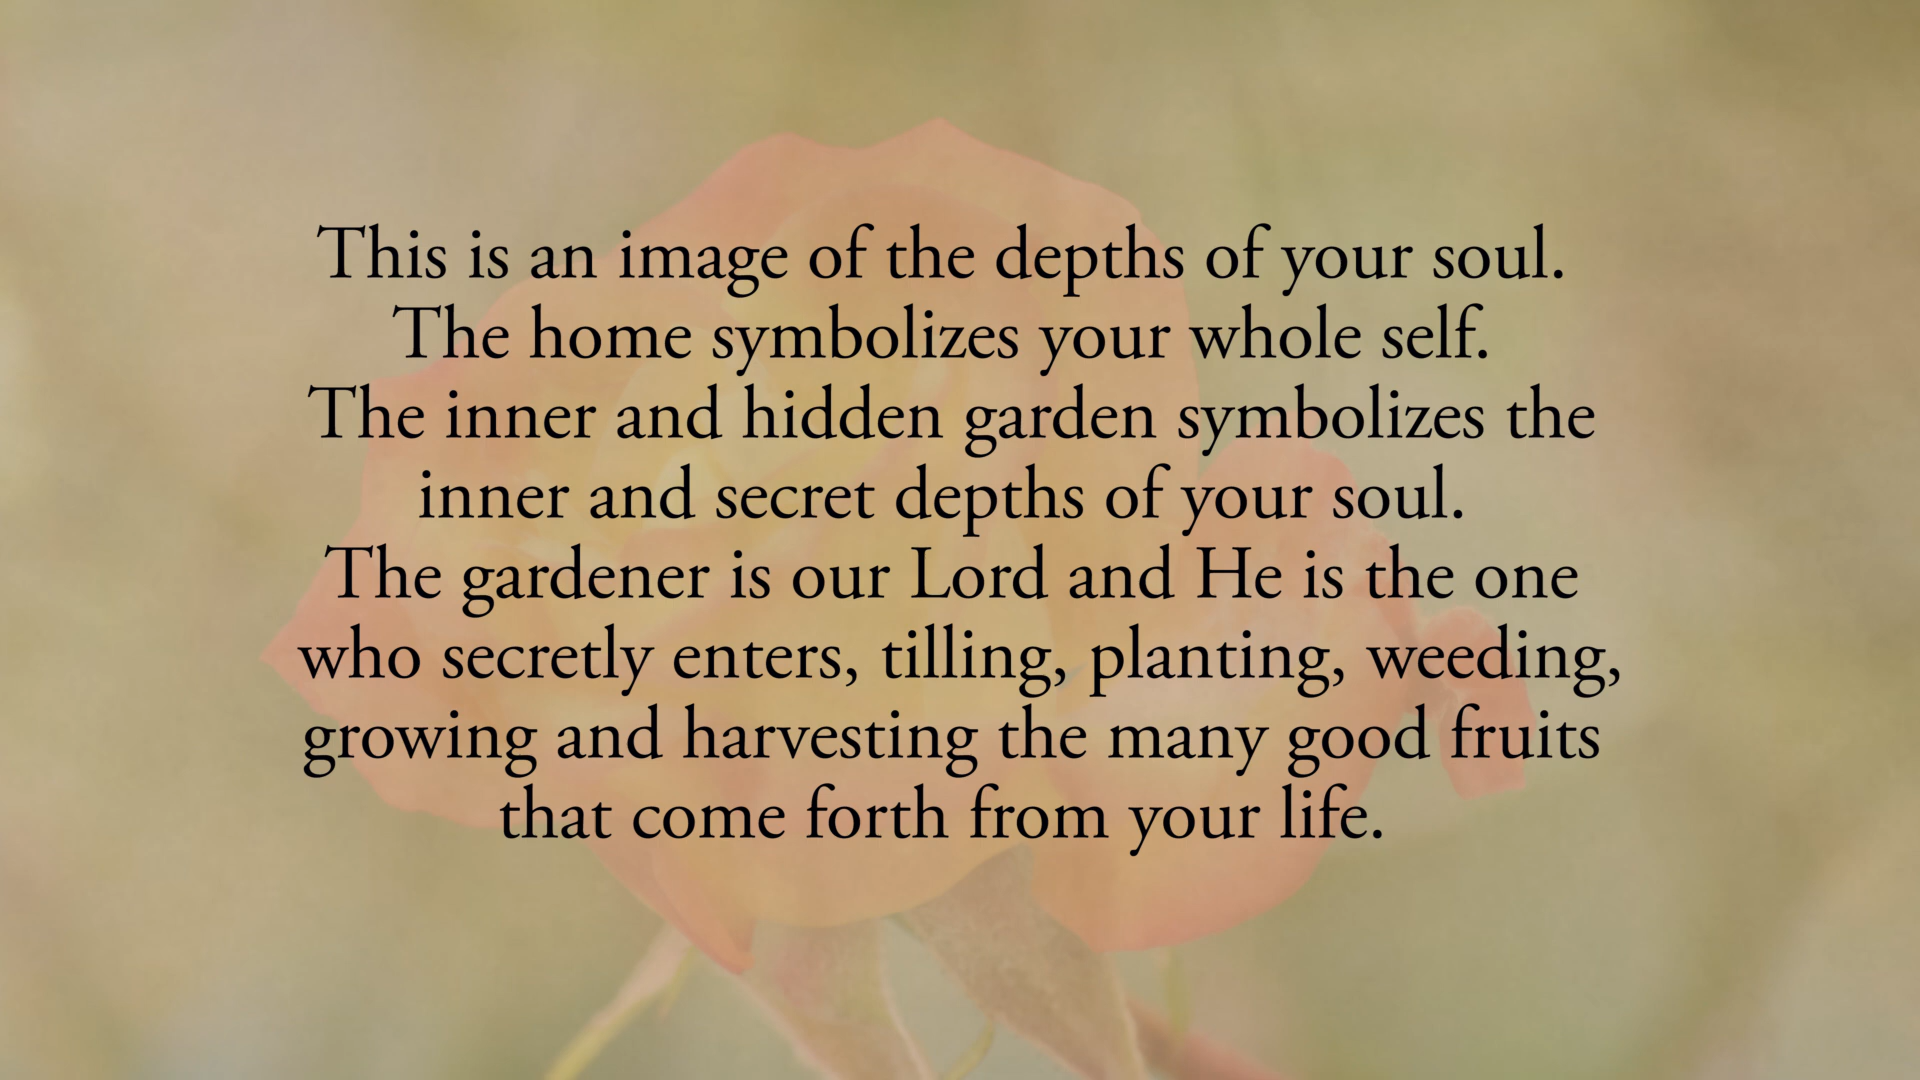 This is an image of the depths of your soul.
The home symbolizes your whole self.
The inner and hidden garden symbolizes the
inner and secret depths of your soul.
The gardener is our Lord and He is the one
who secretly enters, tilling, planting, weeding,
growing and harvesting the many good fruits
that come forth from your life.